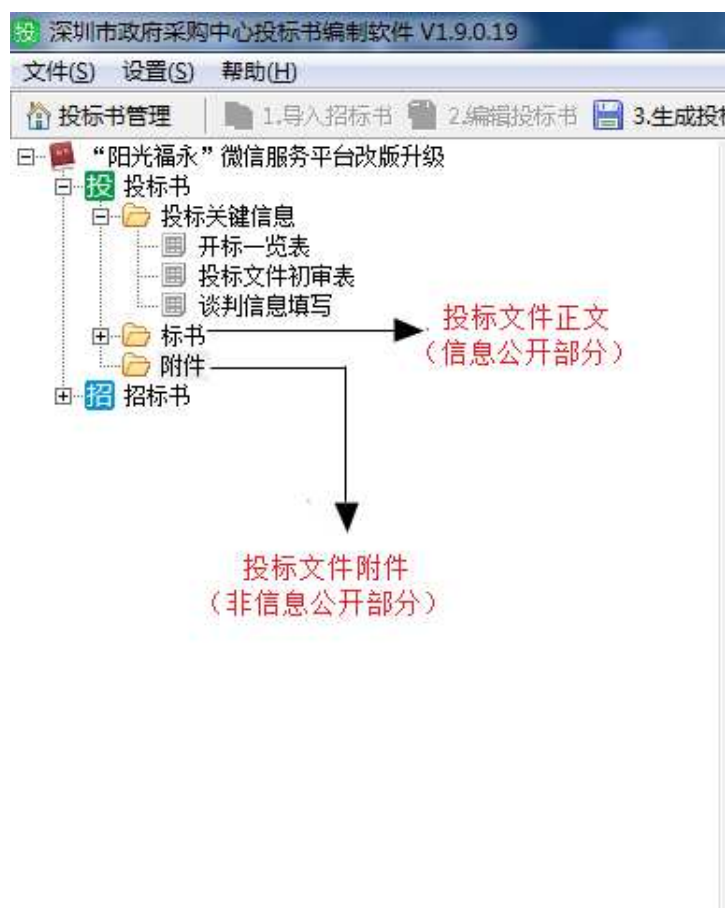 投 深圳市政府采购中心投标书编制软件 V1.9.0.19
文件(S) 设置(S) 帮助(H)
投标书管理 1.导入招标书 2.编辑投标书 3.生成投
“阳光福永”微信服务平台改版升级
投 投标书
投标关键信息
开标一览表
投标文件初审表
谈判信息填写
标书
投标文件正文
（信息公开部分）
附件
招 招标书
投标文件附件
（非信息公开部分）